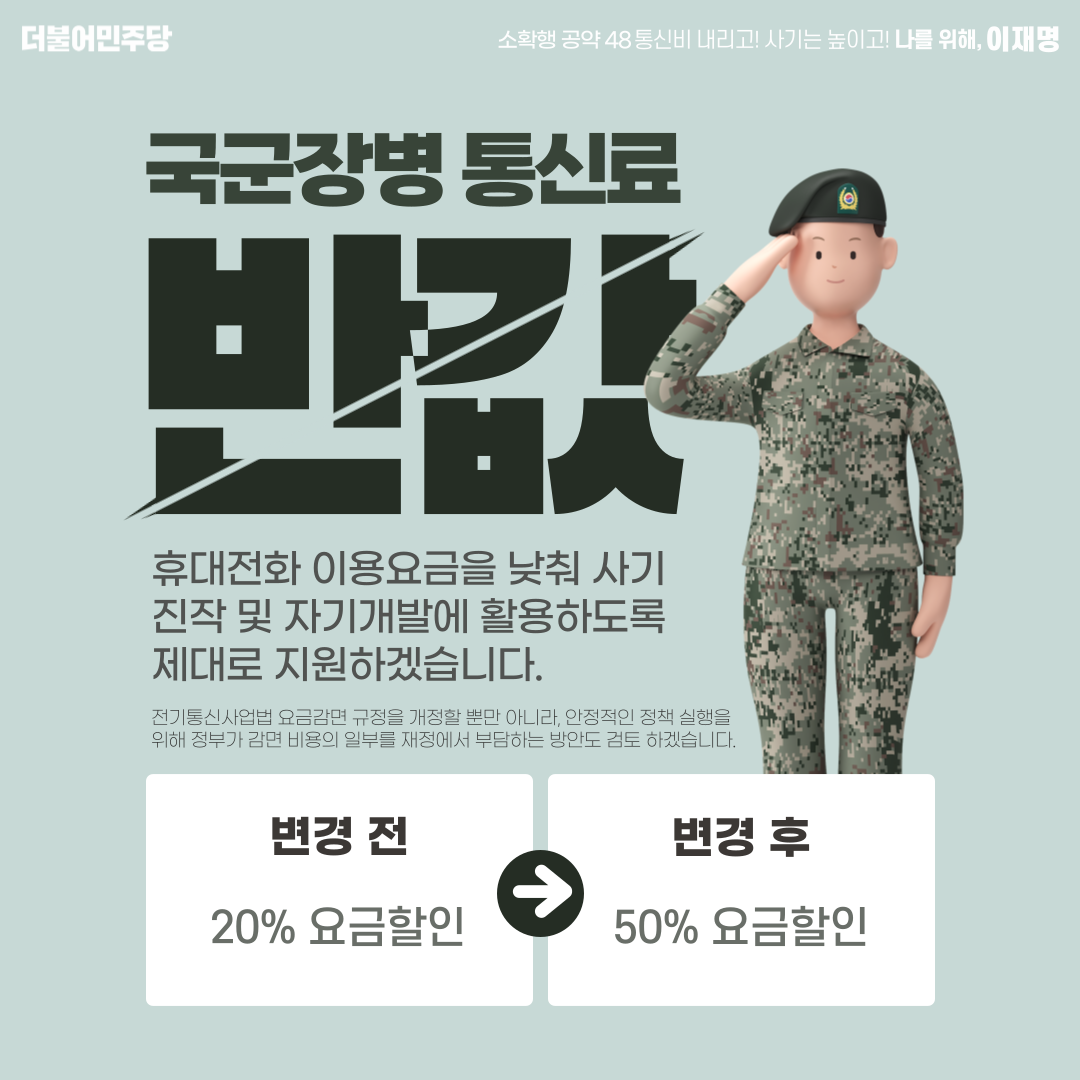 더불어민주당
소확행 공약 48 통신비 내리고! 사기는 높이고! 나를 위해, 이재명
국군장병 통신료
반값
휴대전화 이용요금을 낮춰 사기
진작 및 자기개발에 활용하도록
제대로 지원하겠습니다.
전기통신사업법 요금감면 규정을 개정할 뿐만 아니라, 안정적인 정책 실행을
위해 정부가 감면 비용의 일부를 재정에서 부담하는 방안도 검토 하겠습니다.
변경 전
20% 요금할인
변경 후
50% 요금할인